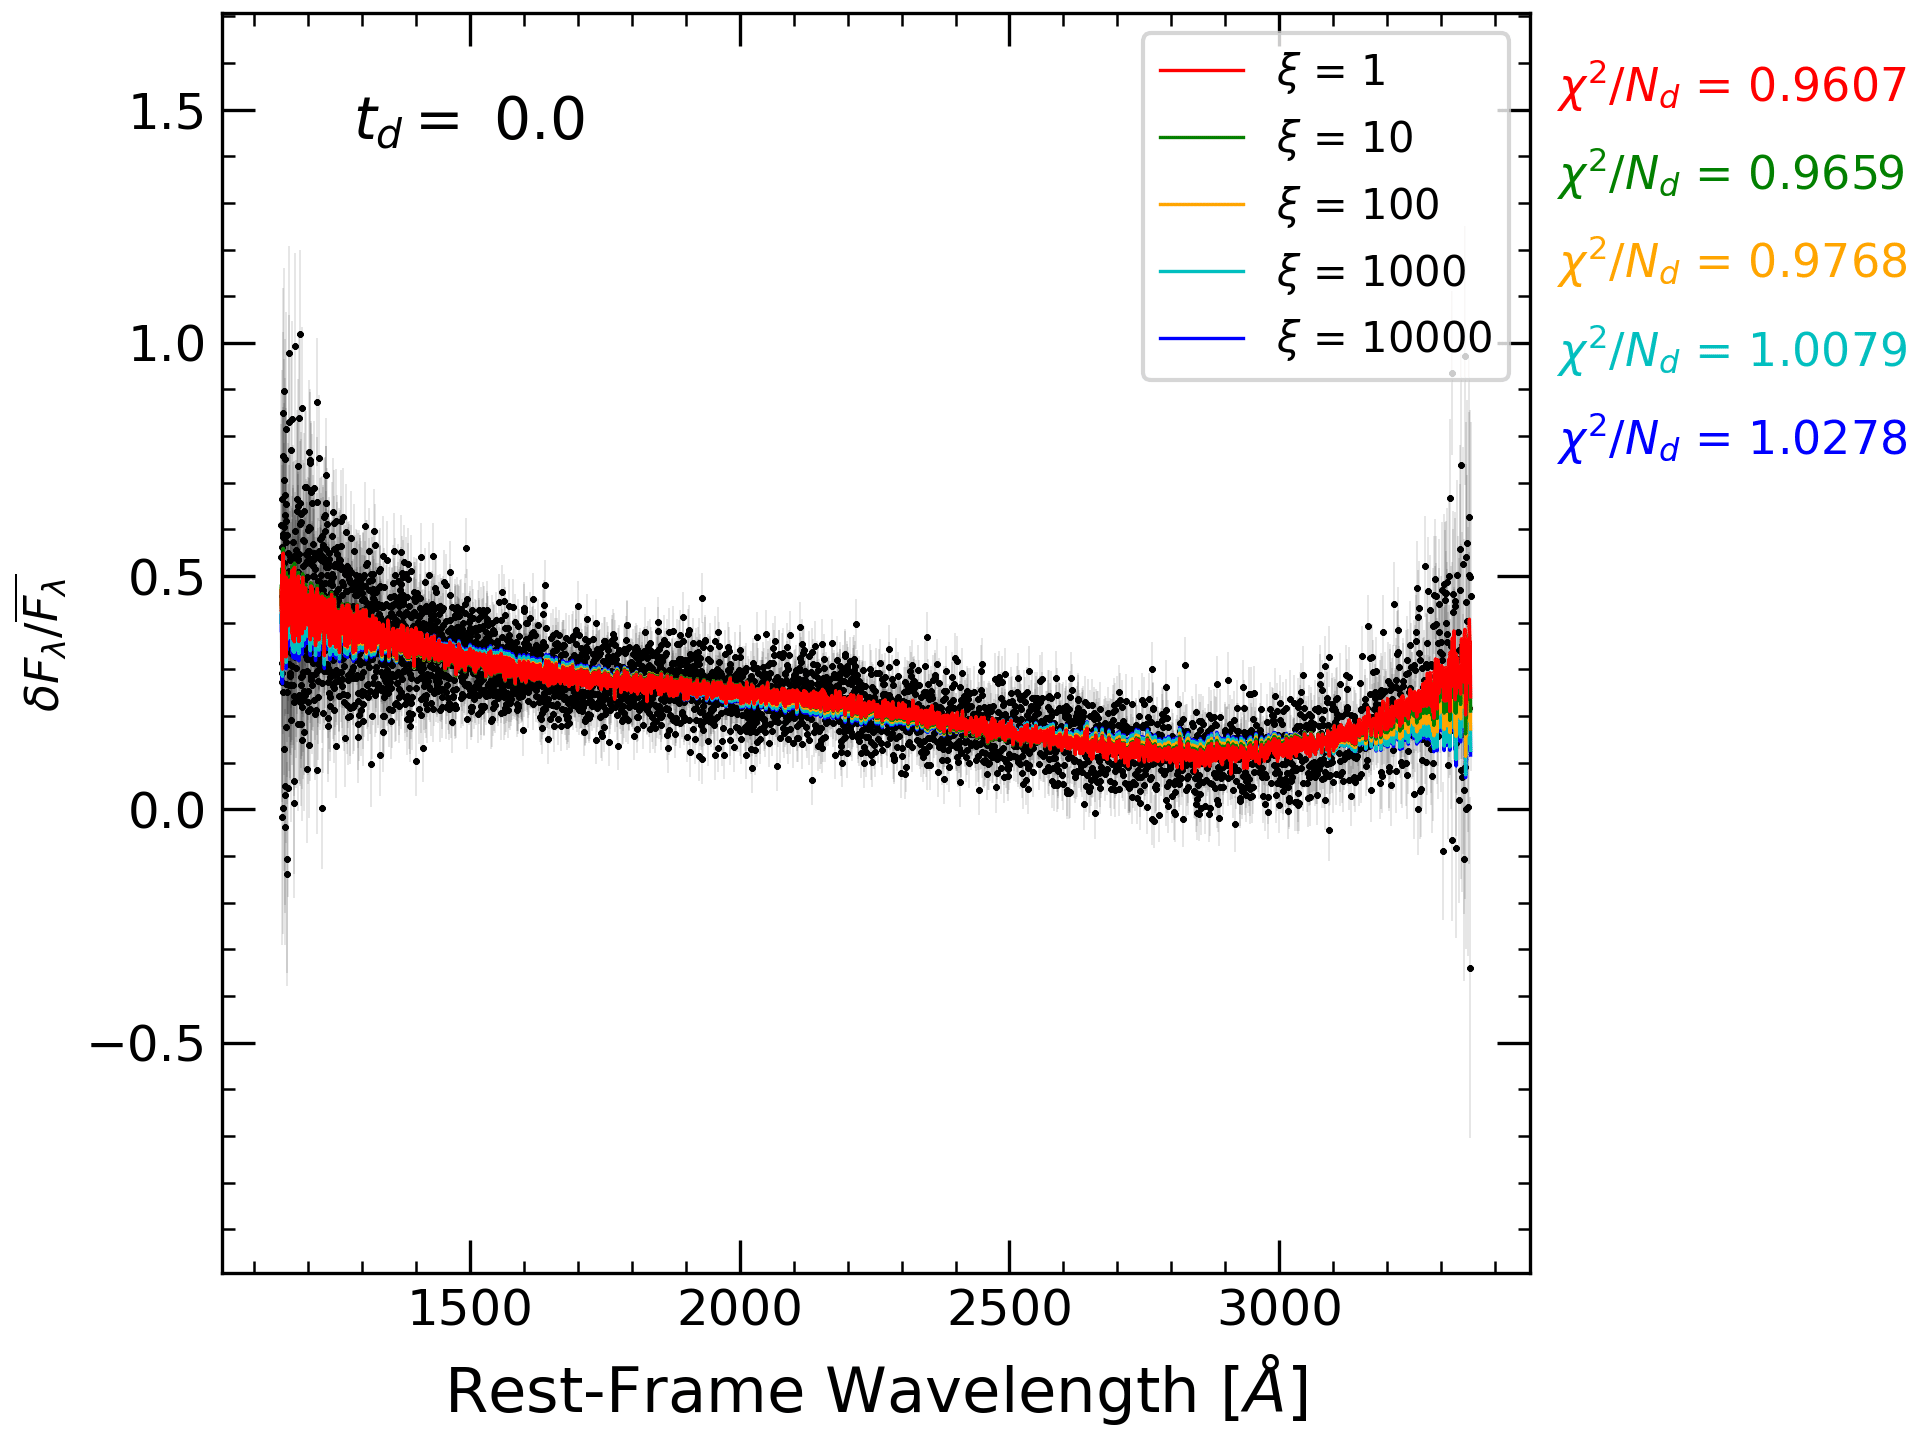 t_d = 0.0
ξ = 1
ξ = 10
ξ = 100
ξ = 1000
ξ = 10000
χ²/N_d = 0.9607
χ²/N_d = 0.9659
χ²/N_d = 0.9768
χ²/N_d = 1.0079
χ²/N_d = 1.0278
1.5
1.0
0.5
0.0
−0.5
δF_λ/F̅_λ
1500 2000 2500 3000
Rest-Frame Wavelength [Å]